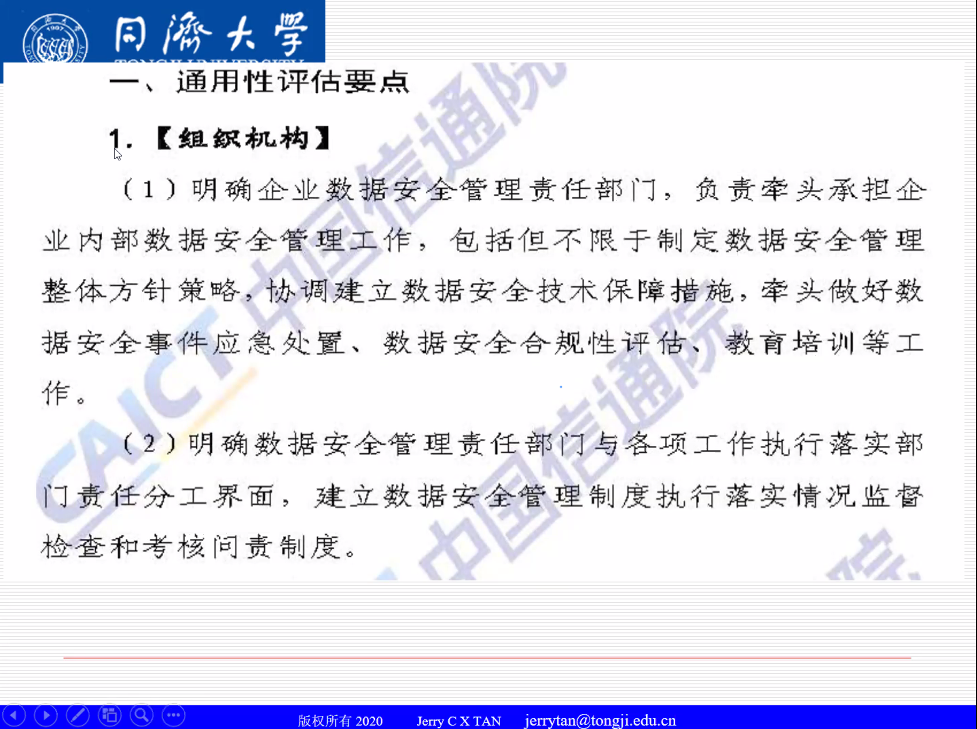 同濟大学
TONGJI UNIVERSITY
一、通用性评估要点
1.【组织机构】
（1）明确企业数据安全管理责任部门，负责牵头承担企
业内部数据安全管理工作，包括但不限于制定数据安全管理
整体方针策略，协调建立数据安全技术保障措施，牵头做好数
据安全事件应急处置、数据安全合规性评估、教育培训等工
作。
（2）明确数据安全管理责任部门与各项工作执行落实部
门责任分工界面，建立数据安全管理制度执行落实情况监督
检查和考核问责制度。
CAICT 中国信通院
中国信通院
版权所有 2020 Jerry C X TAN jerrytan@tongji.edu.cn